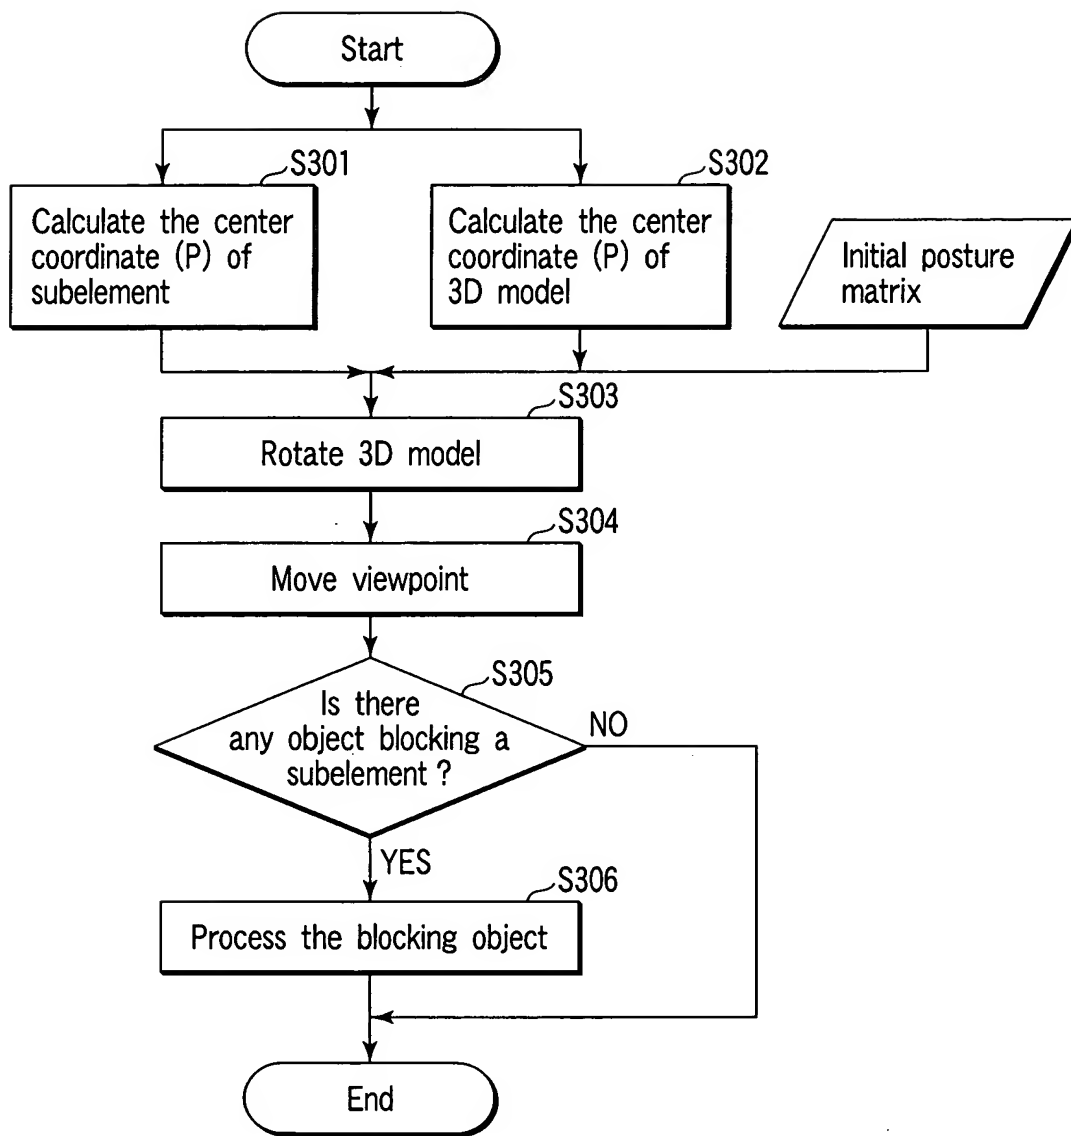 Start
S301
Calculate the center
coordinate (P) of
subelement
S302
Calculate the center
coordinate (P) of
3D model
Initial posture
matrix
S303
Rotate 3D model
S304
Move viewpoint
S305
Is there
any object blocking a
subelement ?
NO
YES
S306
Process the blocking object
End